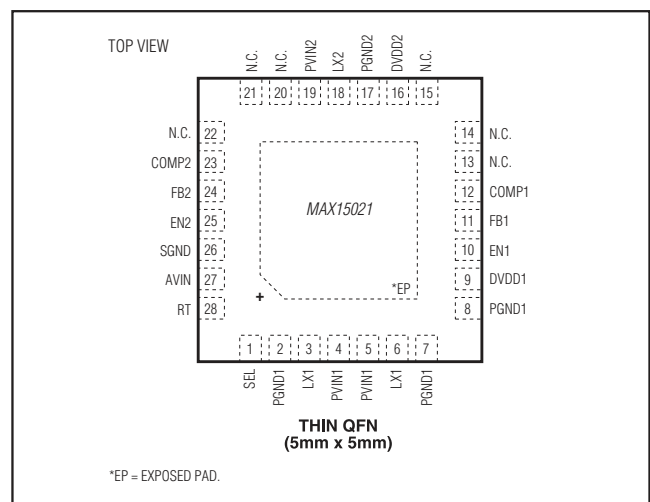 TOP VIEW
N.C.
N.C.
PVIN2
LX2
PGND2
DVDD2
N.C.
21 20 19 18 17 16 15
N.C. 22
COMP2 23
FB2 24
EN2 25
SGND 26
AVIN 27
RT 28
MAX15021
*EP
+
14 N.C.
13 N.C.
12 COMP1
11 FB1
10 EN1
9 DVDD1
8 PGND1
1 2 3 4 5 6 7
SEL
PGND1
LX1
PVIN1
PVIN1
LX1
PGND1
THIN QFN
(5mm x 5mm)
*EP = EXPOSED PAD.